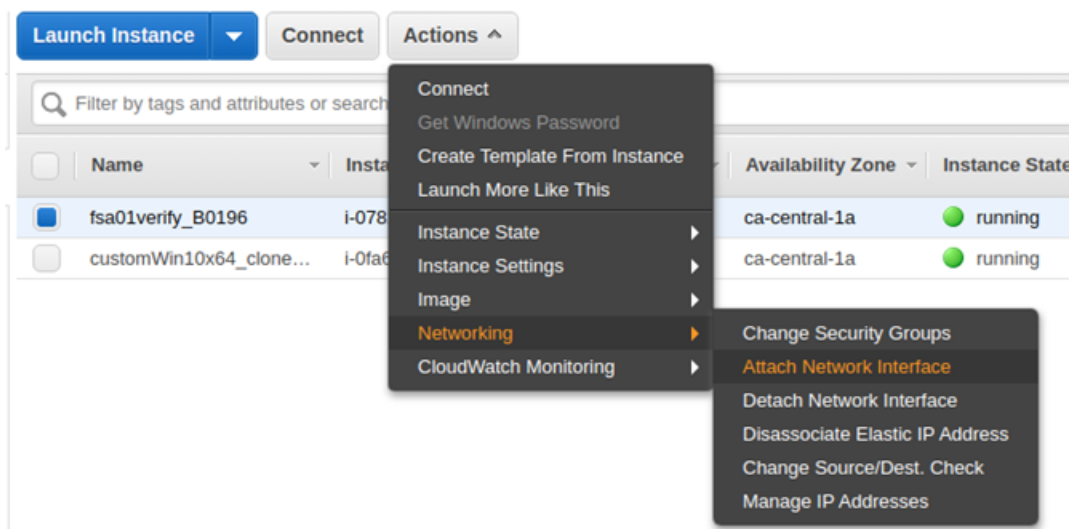 Launch Instance Connect Actions
Connect
Filter by tags and attributes or search
Get Windows Password
Create Template From Instance
Name Insta Availability Zone Instance State
Launch More Like This
fsa01verify_B0196 i-078 ca-central-1a running
Instance State
customWin10x64_clone... i-0fa6 ca-central-1a running
Instance Settings
Image
Networking Change Security Groups
CloudWatch Monitoring Attach Network Interface
Detach Network Interface
Disassociate Elastic IP Address
Change Source/Dest. Check
Manage IP Addresses